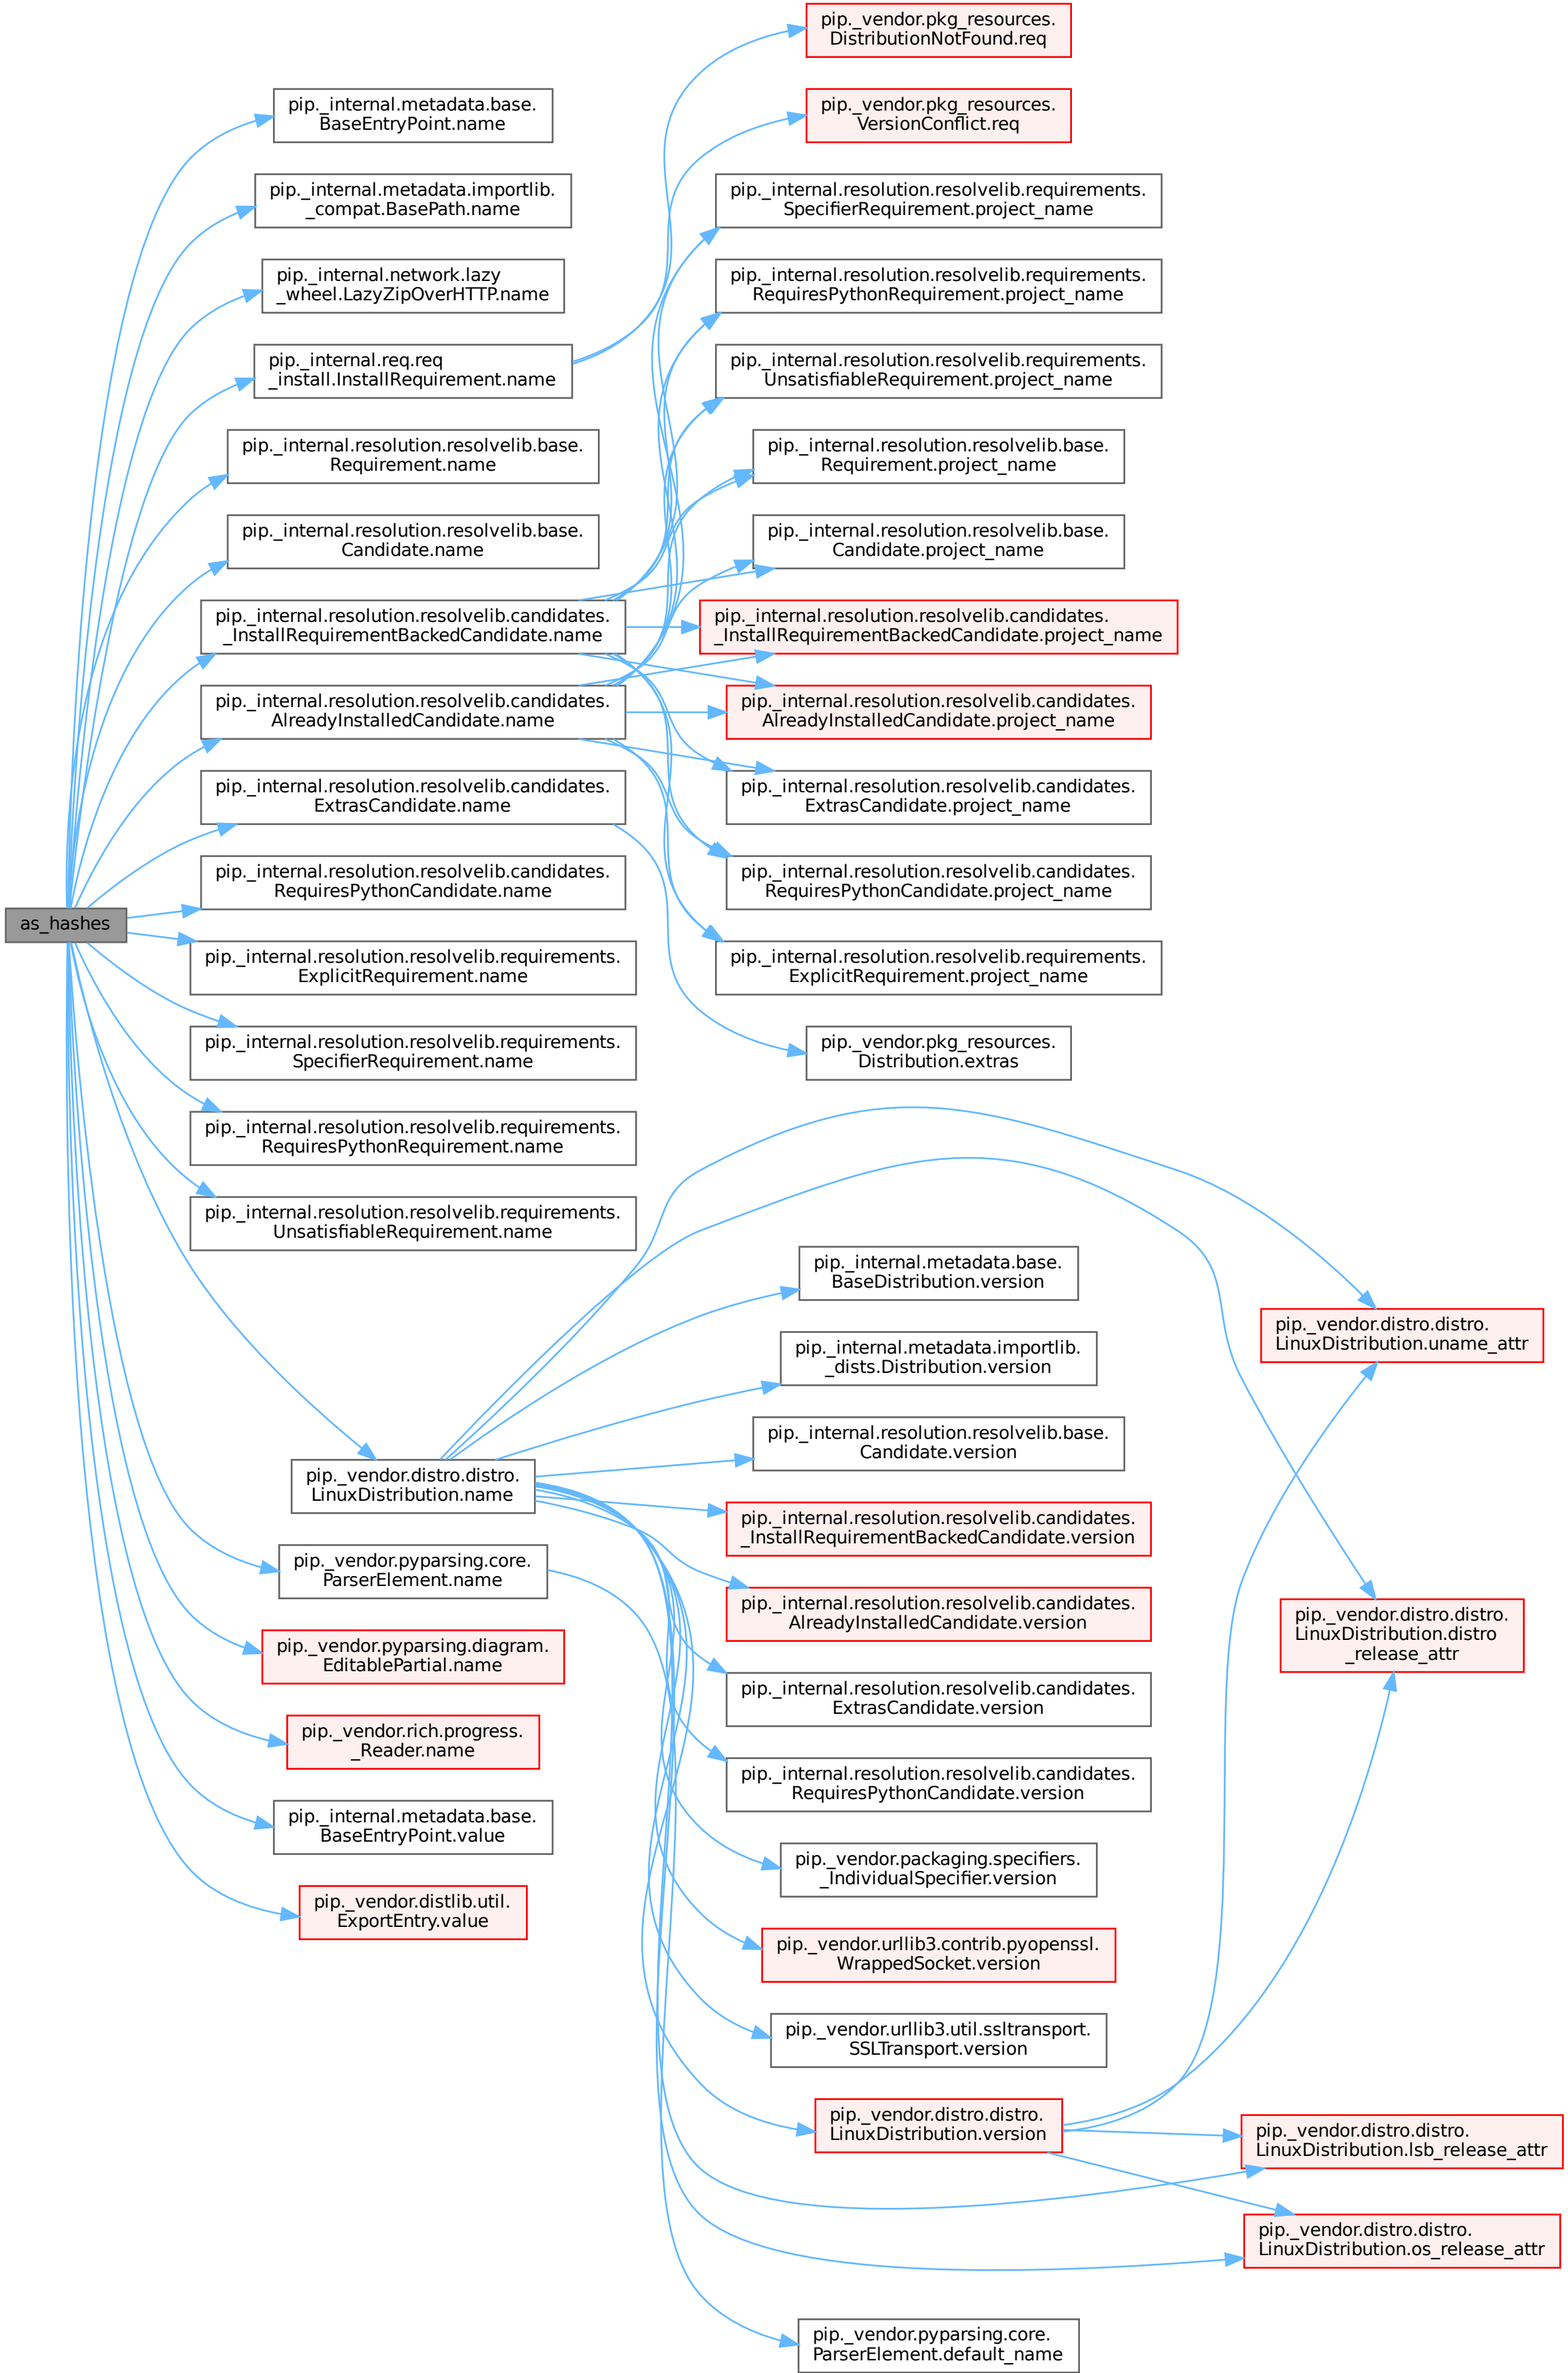 as_hashes
pip._internal.metadata.base.
BaseEntryPoint.name
pip._internal.metadata.importlib.
_compat.BasePath.name
pip._internal.network.lazy
_wheel.LazyZipOverHTTP.name
pip._internal.req.req
_install.InstallRequirement.name
pip._internal.resolution.resolvelib.base.
Requirement.name
pip._internal.resolution.resolvelib.base.
Candidate.name
pip._internal.resolution.resolvelib.candidates.
_InstallRequirementBackedCandidate.name
pip._internal.resolution.resolvelib.candidates.
AlreadyInstalledCandidate.name
pip._internal.resolution.resolvelib.candidates.
ExtrasCandidate.name
pip._internal.resolution.resolvelib.candidates.
RequiresPythonCandidate.name
pip._internal.resolution.resolvelib.requirements.
ExplicitRequirement.name
pip._internal.resolution.resolvelib.requirements.
SpecifierRequirement.name
pip._internal.resolution.resolvelib.requirements.
RequiresPythonRequirement.name
pip._internal.resolution.resolvelib.requirements.
UnsatisfiableRequirement.name
pip._vendor.distro.distro.
LinuxDistribution.name
pip._vendor.pyparsing.core.
ParserElement.name
pip._vendor.pyparsing.diagram.
EditablePartial.name
pip._vendor.rich.progress.
_Reader.name
pip._internal.metadata.base.
BaseEntryPoint.value
pip._vendor.distlib.util.
ExportEntry.value
pip._vendor.pkg_resources.
DistributionNotFound.req
pip._vendor.pkg_resources.
VersionConflict.req
pip._internal.resolution.resolvelib.requirements.
SpecifierRequirement.project_name
pip._internal.resolution.resolvelib.requirements.
RequiresPythonRequirement.project_name
pip._internal.resolution.resolvelib.requirements.
UnsatisfiableRequirement.project_name
pip._internal.resolution.resolvelib.base.
Requirement.project_name
pip._internal.resolution.resolvelib.base.
Candidate.project_name
pip._internal.resolution.resolvelib.candidates.
_InstallRequirementBackedCandidate.project_name
pip._internal.resolution.resolvelib.candidates.
AlreadyInstalledCandidate.project_name
pip._internal.resolution.resolvelib.candidates.
ExtrasCandidate.project_name
pip._internal.resolution.resolvelib.candidates.
RequiresPythonCandidate.project_name
pip._internal.resolution.resolvelib.requirements.
ExplicitRequirement.project_name
pip._vendor.pkg_resources.
Distribution.extras
pip._internal.metadata.base.
BaseDistribution.version
pip._internal.metadata.importlib.
_dists.Distribution.version
pip._internal.resolution.resolvelib.base.
Candidate.version
pip._internal.resolution.resolvelib.candidates.
_InstallRequirementBackedCandidate.version
pip._internal.resolution.resolvelib.candidates.
AlreadyInstalledCandidate.version
pip._internal.resolution.resolvelib.candidates.
ExtrasCandidate.version
pip._internal.resolution.resolvelib.candidates.
RequiresPythonCandidate.version
pip._vendor.packaging.specifiers.
_IndividualSpecifier.version
pip._vendor.urllib3.contrib.pyopenssl.
WrappedSocket.version
pip._vendor.urllib3.util.ssltransport.
SSLTransport.version
pip._vendor.distro.distro.
LinuxDistribution.version
pip._vendor.pyparsing.core.
ParserElement.default_name
pip._vendor.distro.distro.
LinuxDistribution.uname_attr
pip._vendor.distro.distro.
LinuxDistribution.distro
_release_attr
pip._vendor.distro.distro.
LinuxDistribution.lsb_release_attr
pip._vendor.distro.distro.
LinuxDistribution.os_release_attr